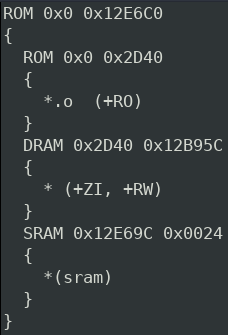 ROM 0x0 0x12E6C0
{
  ROM 0x0 0x2D40
  {
    *.o  (+RO)
  }
  DRAM 0x2D40 0x12B95C
  {
    * (+ZI, +RW)
  }
  SRAM 0x12E69C 0x0024
  {
    *(sram)
  }
}